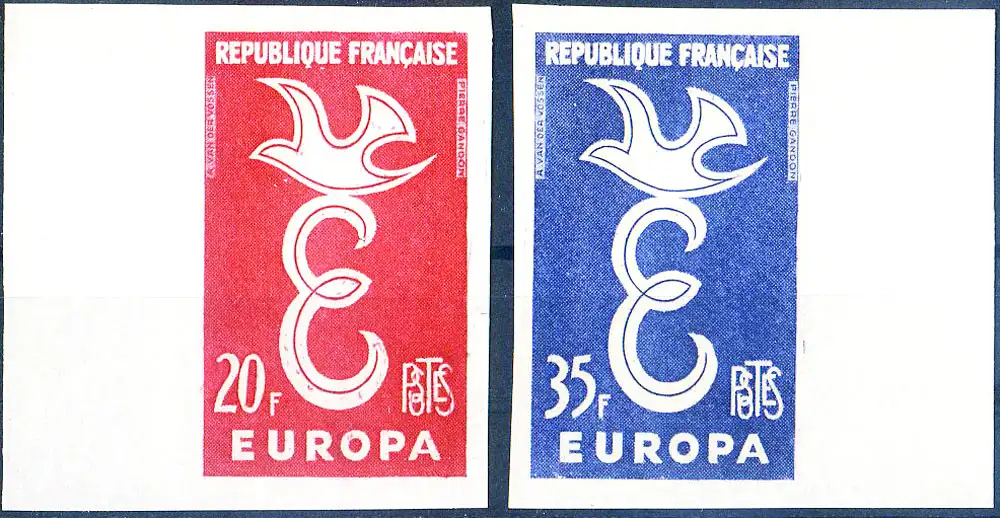 REPUBLIQUE FRANÇAISE
A. VAN DER VOSSEN
PIERRE GANDON
20F
POSTES
EUROPA
REPUBLIQUE FRANÇAISE
A. VAN DER VOSSEN
PIERRE GANDON
35F
POSTES
EUROPA